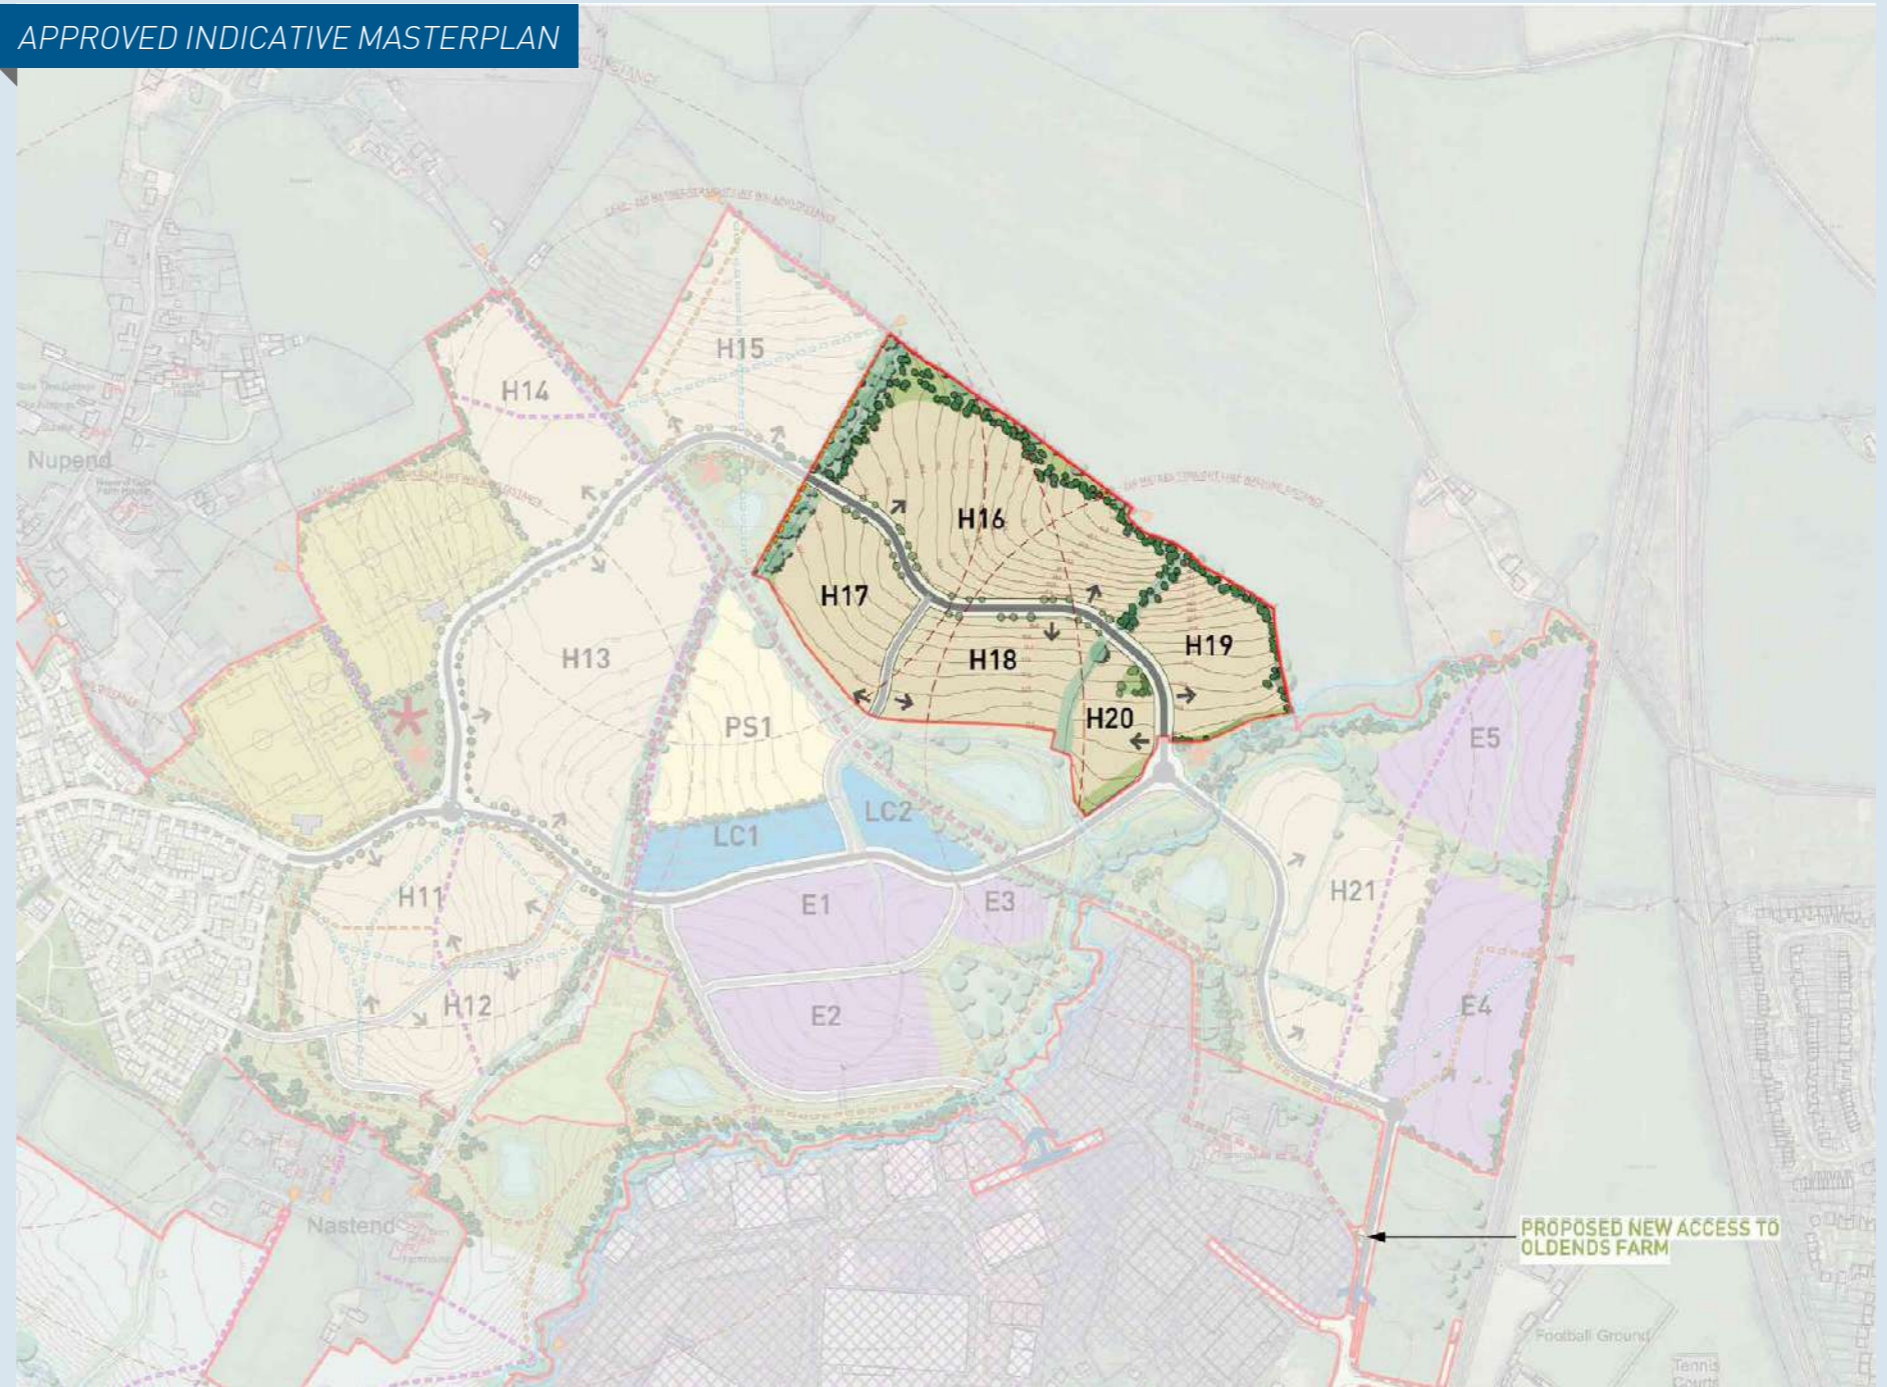 APPROVED INDICATIVE MASTERPLAN
H15
H14
Nupend
H16
H17
H19
H13
H18
H20
PS1
E5
LC2
LC1
H21
H11
E1
E3
H12
E2
E4
Nastend
PROPOSED NEW ACCESS TO
OLDENDS FARM
Football Ground
Tennis
Courts